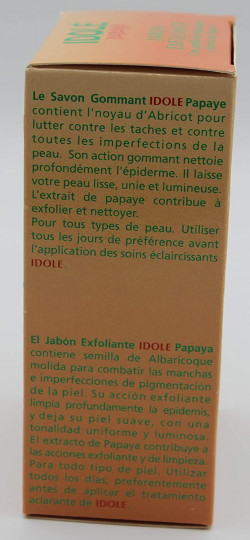 IDOLE
papaye
Le Savon Gommant IDOLE Papaye
contient l'noyau d'Abricot pour
lutter contre les taches et contre
toutes les imperfections de la
peau. Son action gommant nettoie
profondément l'épiderme. Il laisse
votre peau lisse, unie et lumineuse.
L'extrait de papaye contribue à
exfolier et nettoyer.
Pour tous types de peau. Utiliser
tous les jours de préférence avant
l'application des soins éclaircissants
IDOLE.
El Jabón Exfoliante IDOLE Papaya
contiene semilla de Albaricoque
molida para combatir las manchas
e imperfecciones de pigmentación
de la piel. Su acción exfoliante
limpia profundamente la epidemis,
y deja su piel suave, con una
tonalidad uniforme y luminosa.
El extracto de Papaya contribuye a
las acciones exfoliante y de limpieza.
Para todo tipo de piel. Utilizar
todos los días, preferentemente
antes de aplicar el tratamiento
aclarante de IDOLE